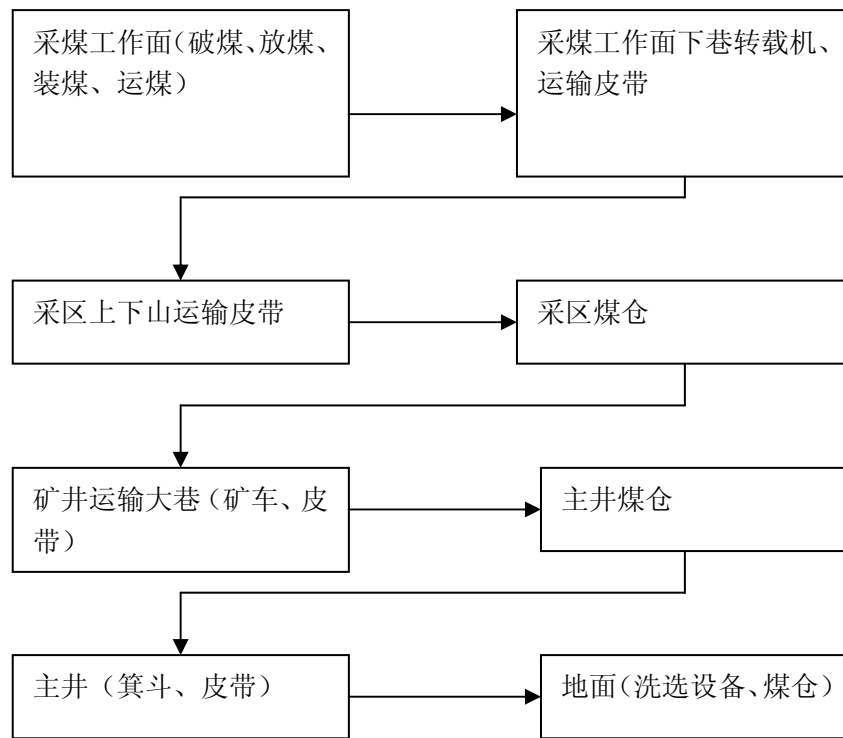 采煤工作面（破煤、放煤、
装煤、运煤）
采煤工作面下巷转载机、
运输皮带
采区上下山运输皮带
采区煤仓
矿井运输大巷（矿车、皮
带）
主井煤仓
主井（箕斗、皮带）
地面（洗选设备、煤仓）